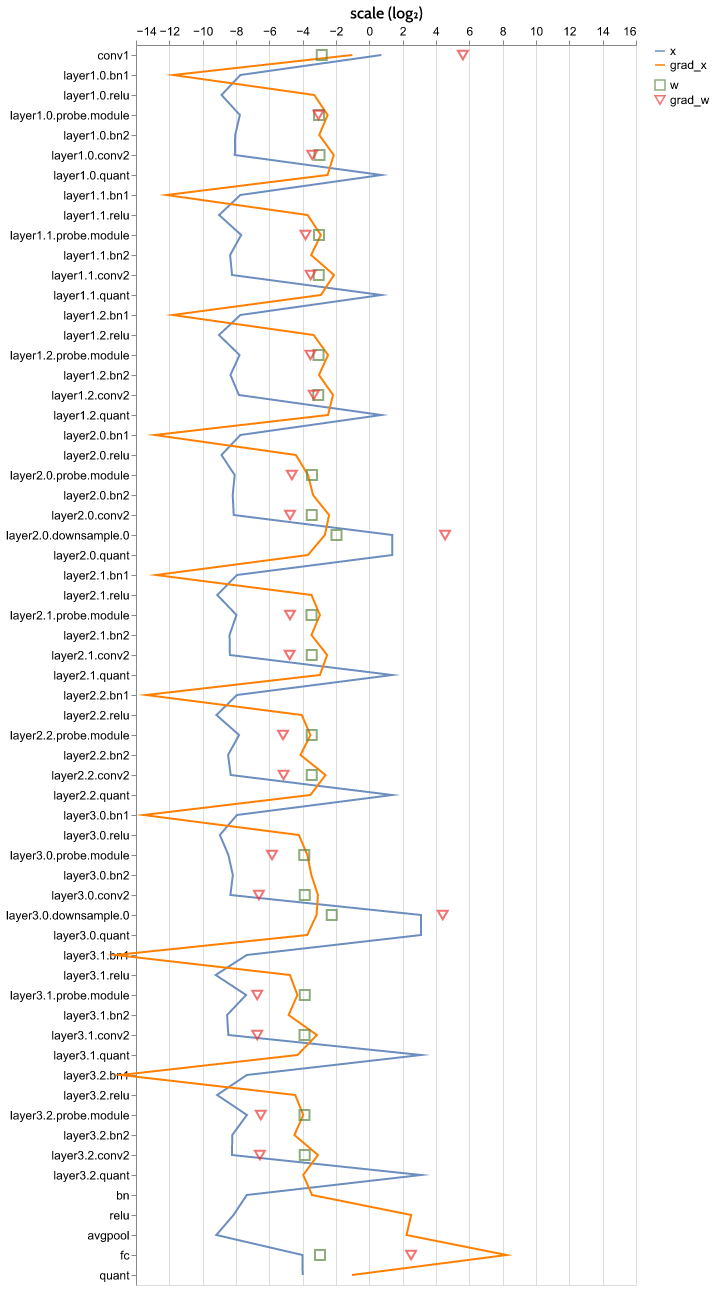 scale (log₂)
−14 −12 −10 −8 −6 −4 −2 0 2 4 6 8 10 12 14 16
x
grad_x
w
grad_w
conv1
layer1.0.bn1
layer1.0.relu
layer1.0.probe.module
layer1.0.bn2
layer1.0.conv2
layer1.0.quant
layer1.1.bn1
layer1.1.relu
layer1.1.probe.module
layer1.1.bn2
layer1.1.conv2
layer1.1.quant
layer1.2.bn1
layer1.2.relu
layer1.2.probe.module
layer1.2.bn2
layer1.2.conv2
layer1.2.quant
layer2.0.bn1
layer2.0.relu
layer2.0.probe.module
layer2.0.bn2
layer2.0.conv2
layer2.0.downsample.0
layer2.0.quant
layer2.1.bn1
layer2.1.relu
layer2.1.probe.module
layer2.1.bn2
layer2.1.conv2
layer2.1.quant
layer2.2.bn1
layer2.2.relu
layer2.2.probe.module
layer2.2.bn2
layer2.2.conv2
layer2.2.quant
layer3.0.bn1
layer3.0.relu
layer3.0.probe.module
layer3.0.bn2
layer3.0.conv2
layer3.0.downsample.0
layer3.0.quant
layer3.1.bn1
layer3.1.relu
layer3.1.probe.module
layer3.1.bn2
layer3.1.conv2
layer3.1.quant
layer3.2.bn1
layer3.2.relu
layer3.2.probe.module
layer3.2.bn2
layer3.2.conv2
layer3.2.quant
bn
relu
avgpool
fc
quant